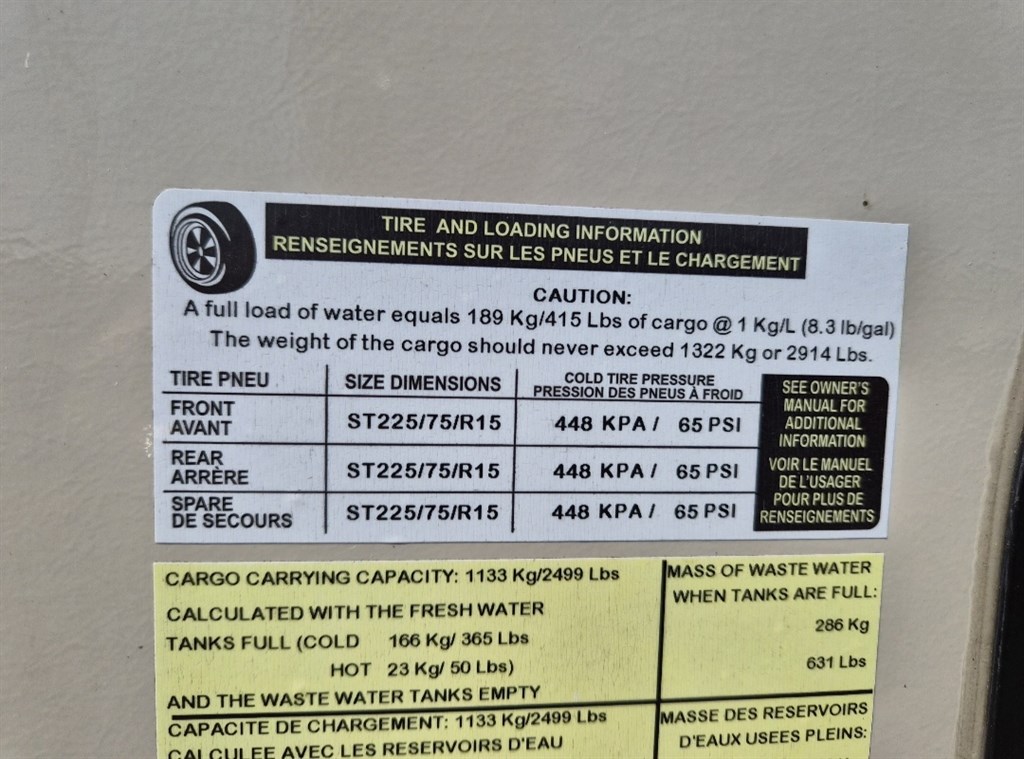 TIRE AND LOADING INFORMATION
RENSEIGNEMENTS SUR LES PNEUS ET LE CHARGEMENT
CAUTION:
A full load of water equals 189 Kg/415 Lbs of cargo @ 1 Kg/L (8.3 lb/gal)
The weight of the cargo should never exceed 1322 Kg or 2914 Lbs.
TIRE PNEU
SIZE DIMENSIONS
COLD TIRE PRESSURE
PRESSION DES PNEUS À FROID
FRONT
AVANT
ST225/75/R15
448 KPA / 65 PSI
REAR
ARRÈRE
ST225/75/R15
448 KPA / 65 PSI
SPARE
DE SECOURS
ST225/75/R15
448 KPA / 65 PSI
SEE OWNER'S
MANUAL FOR
ADDITIONAL
INFORMATION
VOIR LE MANUEL
DE L'USAGER
POUR PLUS DE
RENSEIGNEMENTS
CARGO CARRYING CAPACITY: 1133 Kg/2499 Lbs
CALCULATED WITH THE FRESH WATER
TANKS FULL (COLD 166 Kg/ 365 Lbs
HOT 23 Kg/ 50 Lbs)
AND THE WASTE WATER TANKS EMPTY
MASS OF WASTE WATER
WHEN TANKS ARE FULL:
286 Kg
631 Lbs
CAPACITE DE CHARGEMENT: 1133 Kg/2499 Lbs
CALCULEE AVEC LES RESERVOIRS D'EAU
MASSE DES RESERVOIRS
D'EAUX USEES PLEINS: